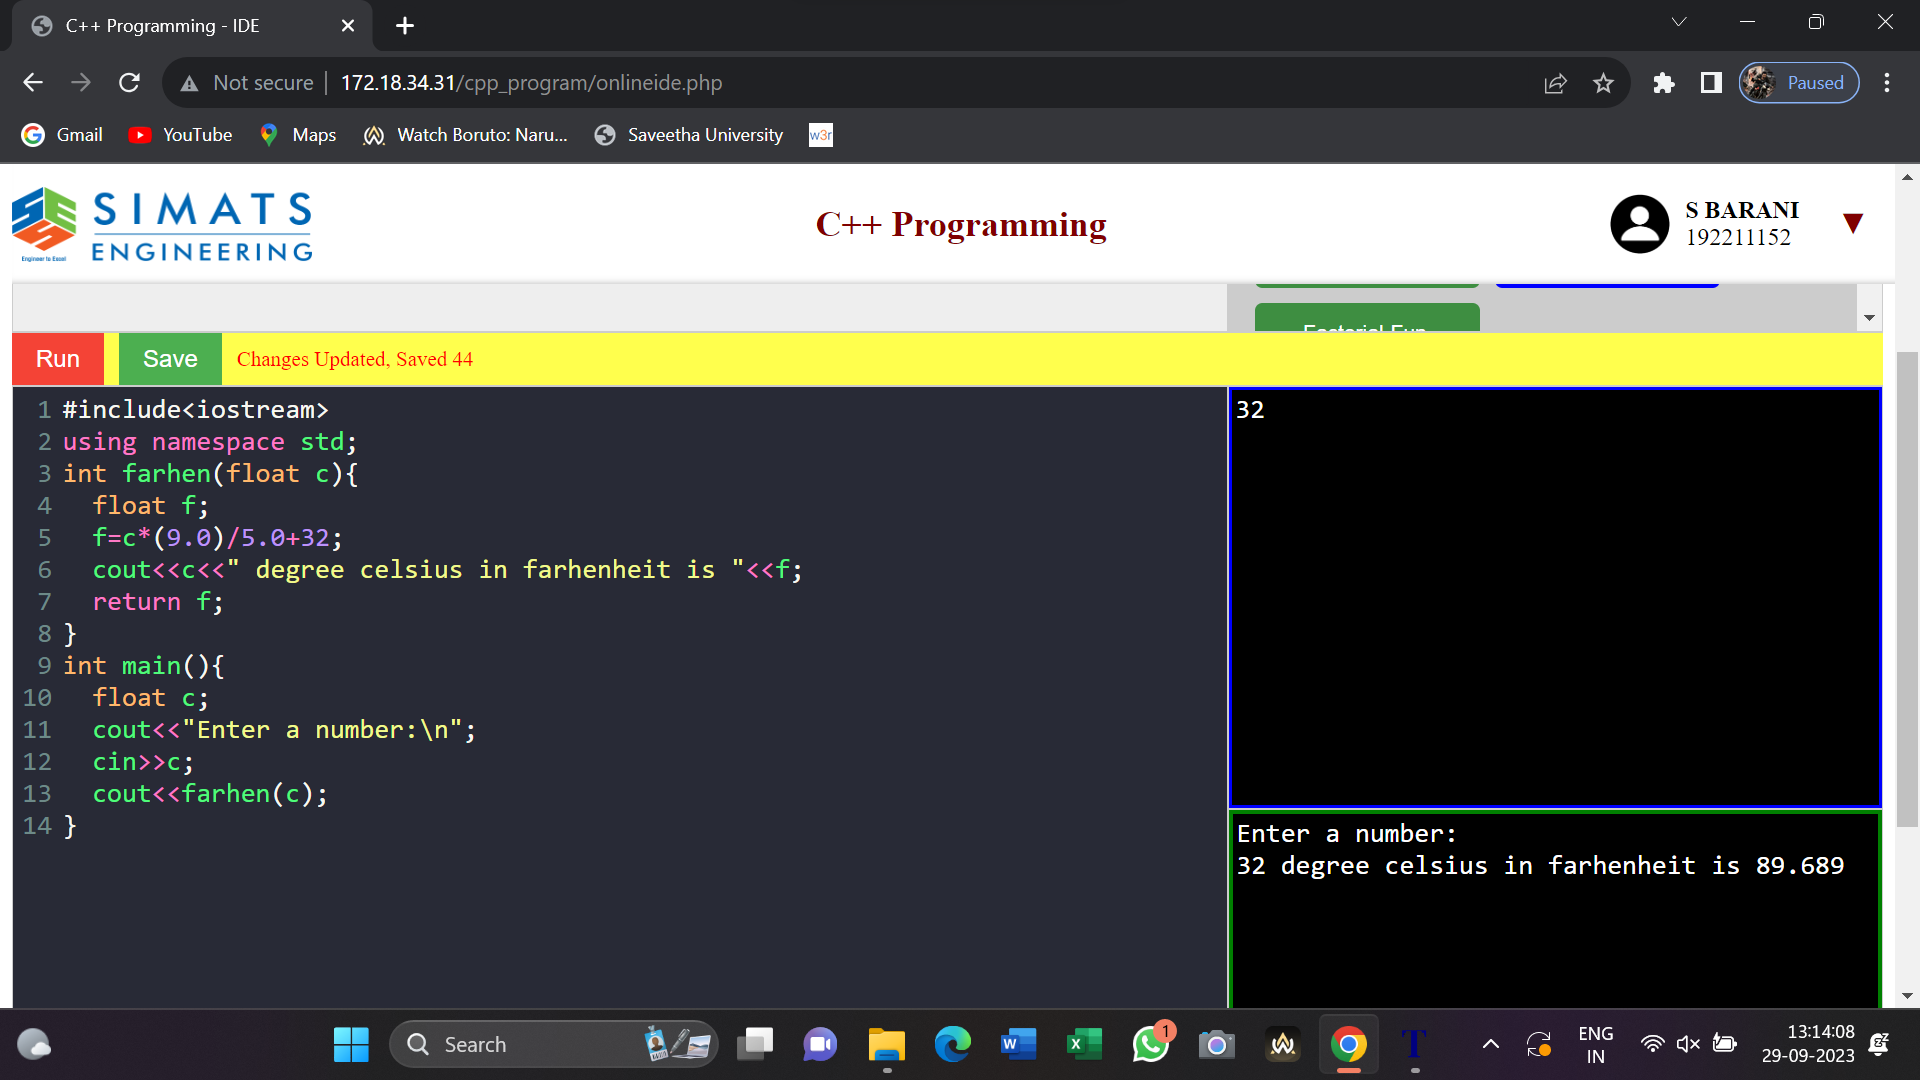 C++ Programming - IDE
Not secure | 172.18.34.31/cpp_program/onlineide.php
Paused
Gmail YouTube Maps Watch Boruto: Naru... Saveetha University w3r
SIMATS
ENGINEERING
Engineer to Excel
C++ Programming
S BARANI
192211152
Factorial Fun
Run Save Changes Updated, Saved 44
1 #include<iostream>
2 using namespace std;
3 int farhen(float c){
4 float f;
5 f=c*(9.0)/5.0+32;
6 cout<<c<<" degree celsius in farhenheit is "<<f;
7 return f;
8 }
9 int main(){
10 float c;
11 cout<<"Enter a number:\n";
12 cin>>c;
13 cout<<farhen(c);
14 }
32
Enter a number:
32 degree celsius in farhenheit is 89.689
Search
1
ENG
IN
13:14:08
29-09-2023